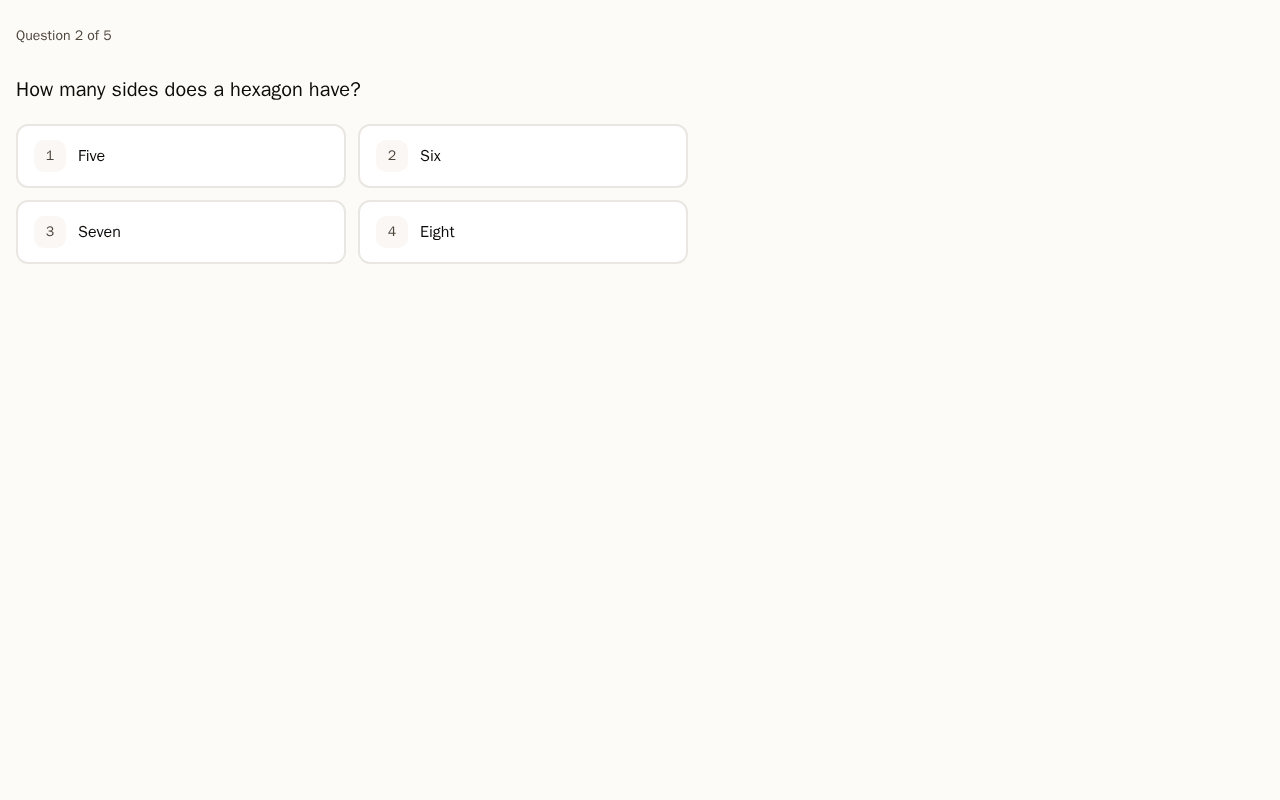 Question 2 of 5
How many sides does a hexagon have?
1 Five
2 Six
3 Seven
4 Eight